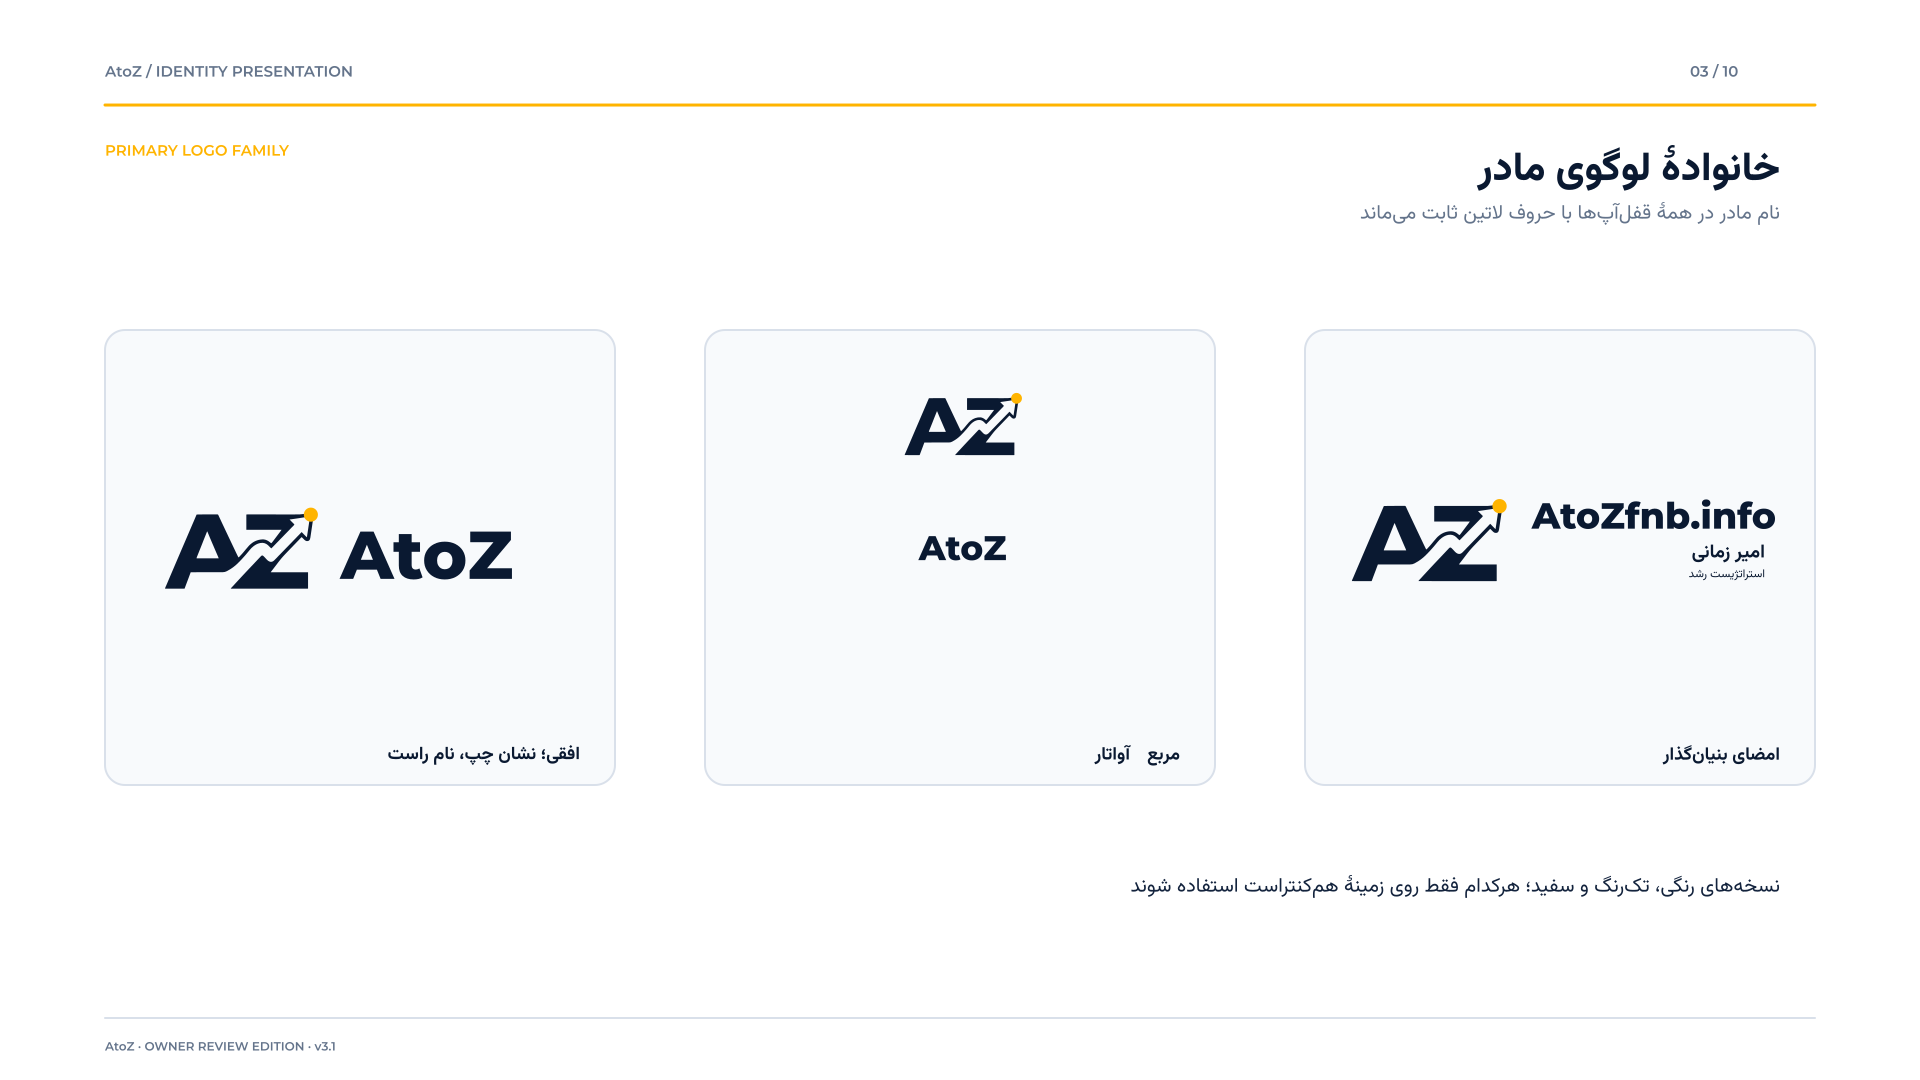 AtoZ / IDENTITY PRESENTATION
03 / 10
PRIMARY LOGO FAMILY
خانوادهٔ لوگوی مادر
نام مادر در همهٔ قفل‌آپ‌ها با حروف لاتین ثابت می‌ماند
AZ AtoZ
افقی؛ نشان چپ، نام راست
AZ
AtoZ
مربع آواتار
AZ AtoZfnb.info
امیر زمانی
استراتژیست رشد
امضای بنیان‌گذار
نسخه‌های رنگی، تک‌رنگ و سفید؛ هرکدام فقط روی زمینهٔ هم‌کنتراست استفاده شوند
AtoZ · OWNER REVIEW EDITION · v3.1